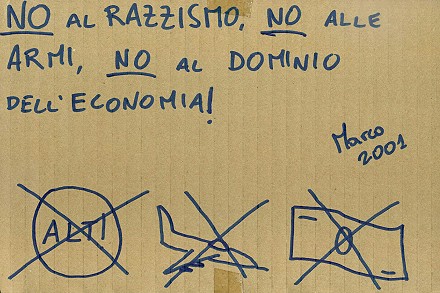 NO AL RAZZISMO, NO ALLE
ARMI, NO AL DOMINIO
DELL'ECONOMIA!
Marco
2001
ALT!